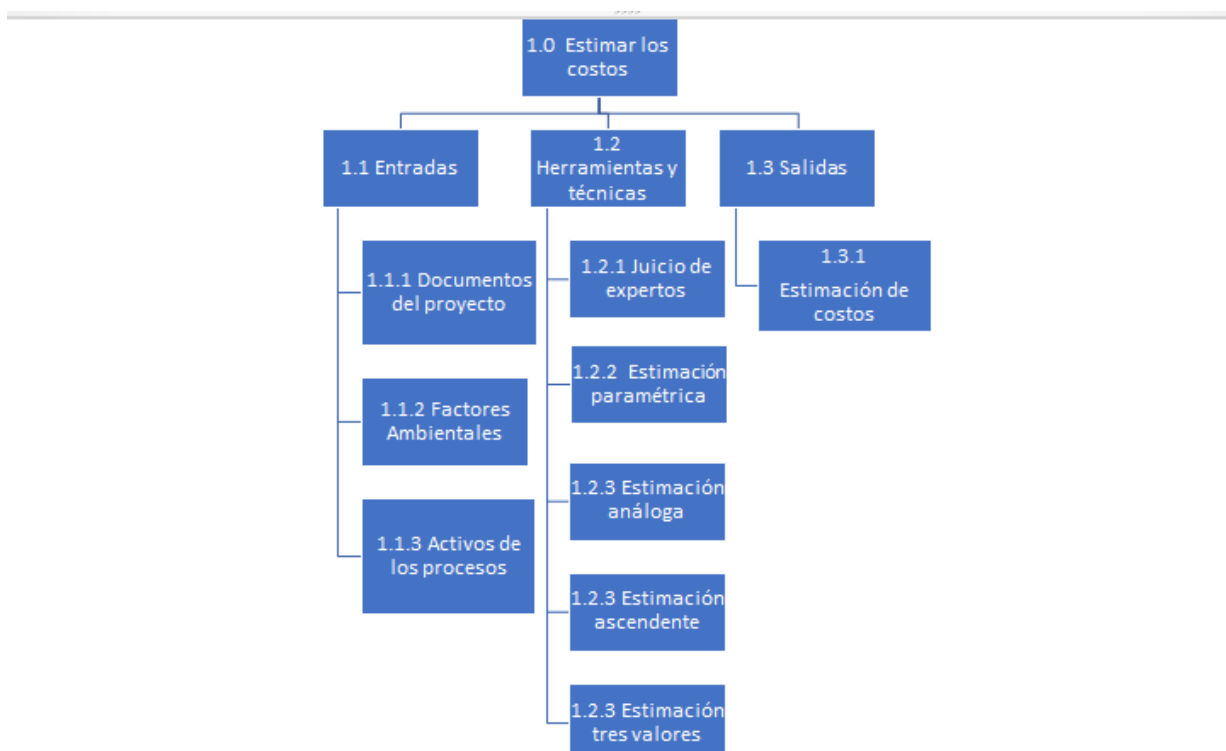 1.0 Estimar los
costos
1.1 Entradas
1.2
Herramientas y
técnicas
1.3 Salidas
1.1.1 Documentos
del proyecto
1.1.2 Factores
Ambientales
1.1.3 Activos de
los procesos
1.2.1 Juicio de
expertos
1.2.2 Estimación
paramétrica
1.2.3 Estimación
análoga
1.2.3 Estimación
ascendente
1.2.3 Estimación
tres valores
1.3.1
Estimación de
costos